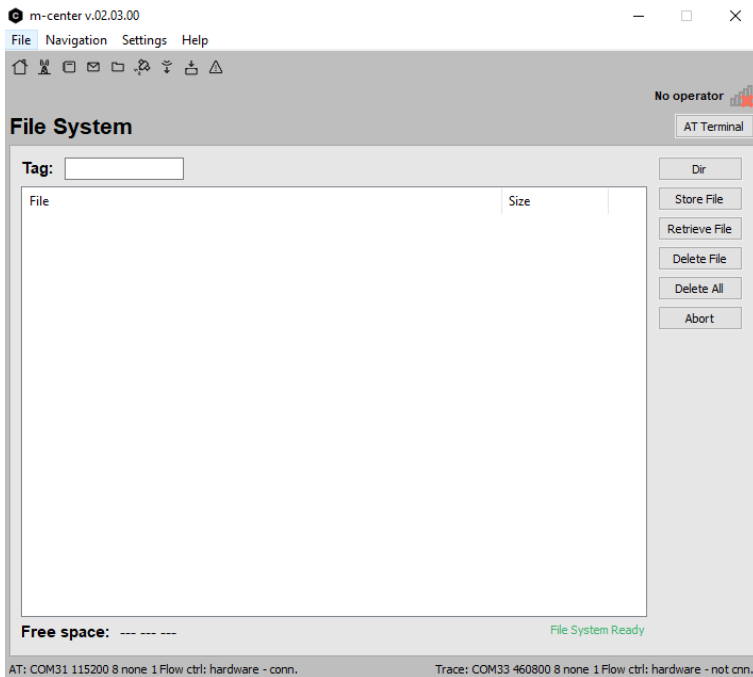 m-center v.02.03.00
File Navigation Settings Help
No operator
File System
AT Terminal
Tag:
Dir
File Size
Store File
Retrieve File
Delete File
Delete All
Abort
Free space: --- --- ---
File System Ready
AT: COM31 115200 8 none 1 Flow ctrl: hardware - conn.
Trace: COM33 460800 8 none 1 Flow ctrl: hardware - not cnn.